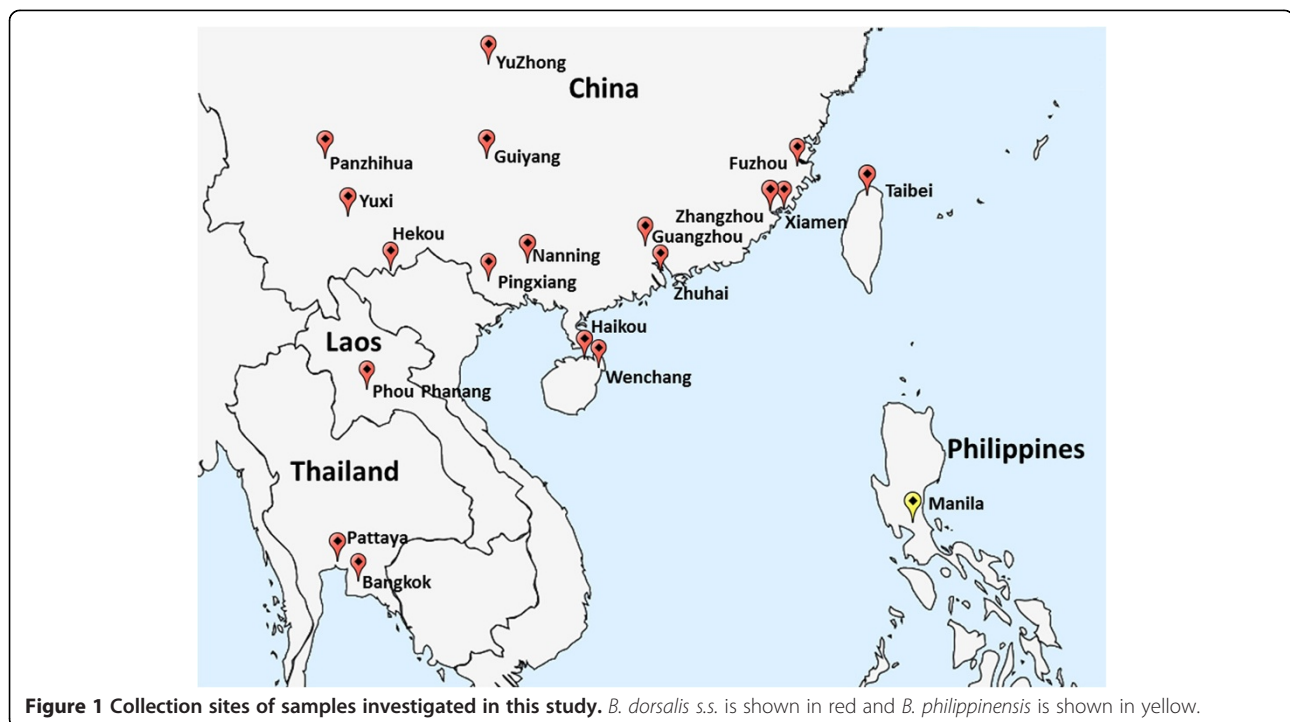 YuZhong
China
Panzhihua
Guiyang
Fuzhou
Yuxi
Taibei
Zhangzhou
Xiamen
Hekou
Guangzhou
Nanning
Pingxiang
Zhuhai
Haikou
Laos
Wenchang
Phou Phanang
Philippines
Thailand
Manila
Pattaya
Bangkok
Figure 1 Collection sites of samples investigated in this study. B. dorsalis s.s. is shown in red and B. philippinensis is shown in yellow.